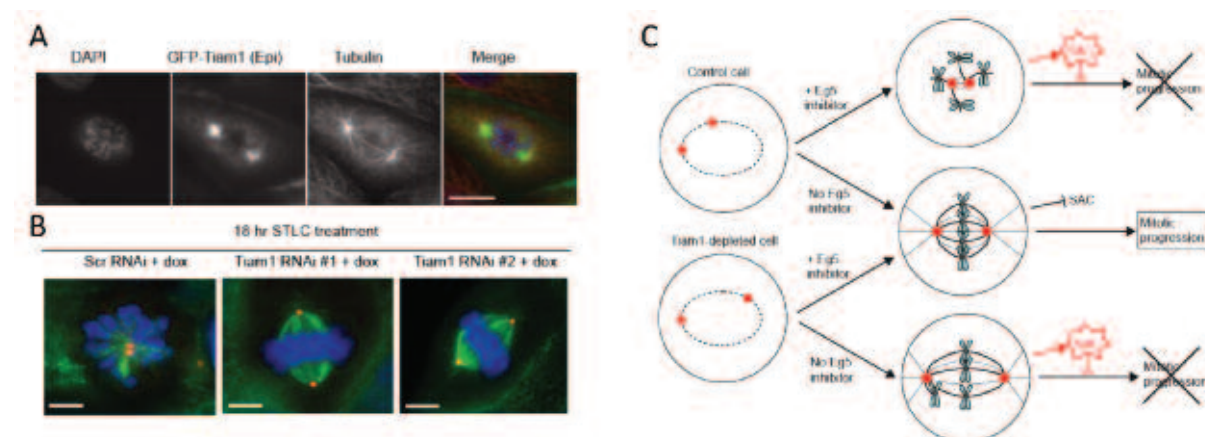 A
DAPI
GFP-Tiam1 (Epi)
Tubulin
Merge
B
18 hr STLC treatment
Scr RNAi + dox
Tiam1 RNAi #1 + dox
Tiam1 RNAi #2 + dox
C
Control cell
+ Eg5
inhibitor
Mitotic
progression
No Eg5
inhibitor
SAC
Mitotic
progression
Tiam1-depleted cell
+ Eg5
inhibitor
No Eg5
inhibitor
Mitotic
progression